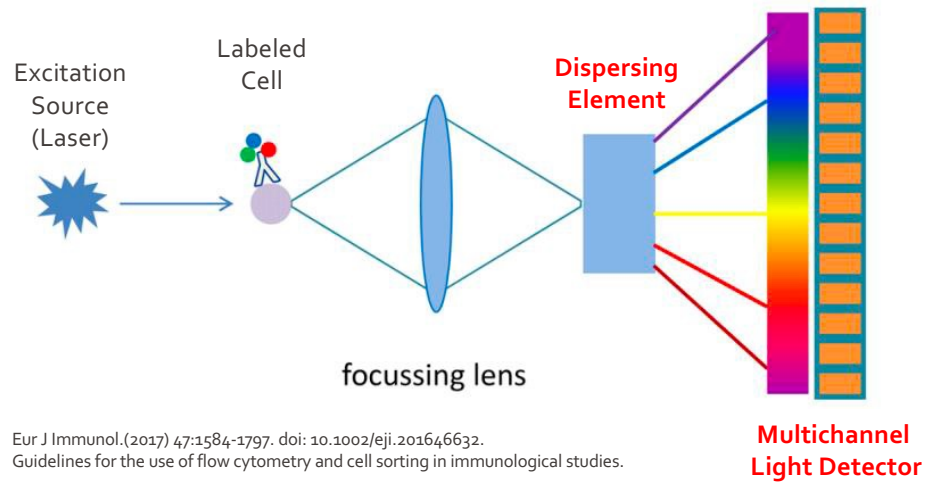 Excitation
Source
(Laser)
Labeled
Cell
Dispersing
Element
focussing lens
Multichannel
Light Detector
Eur J Immunol.(2017) 47:1584-1797. doi: 10.1002/eji.201646632.
Guidelines for the use of flow cytometry and cell sorting in immunological studies.